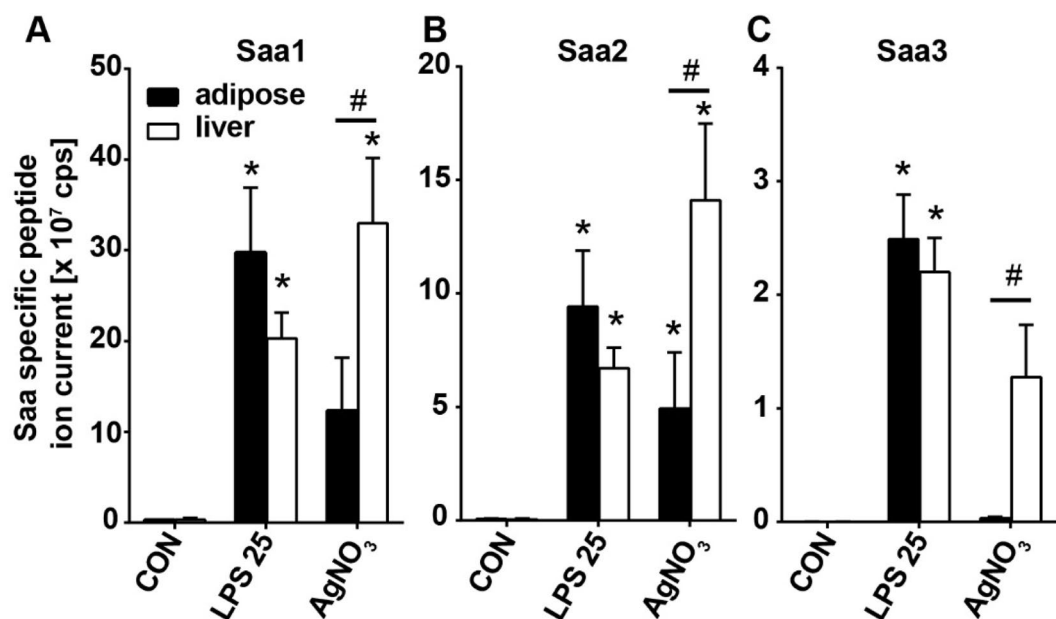 A
Saa1
B
Saa2
C
Saa3
Saa specific peptide
ion current [x 10⁷ cps]
50
40
30
20
10
0
adipose
liver
*
*
#
*
CON
LPS 25
AgNO₃
20
15
10
5
0
*
*
*
#
*
CON
LPS 25
AgNO₃
4
3
2
1
0
*
*
#
CON
LPS 25
AgNO₃